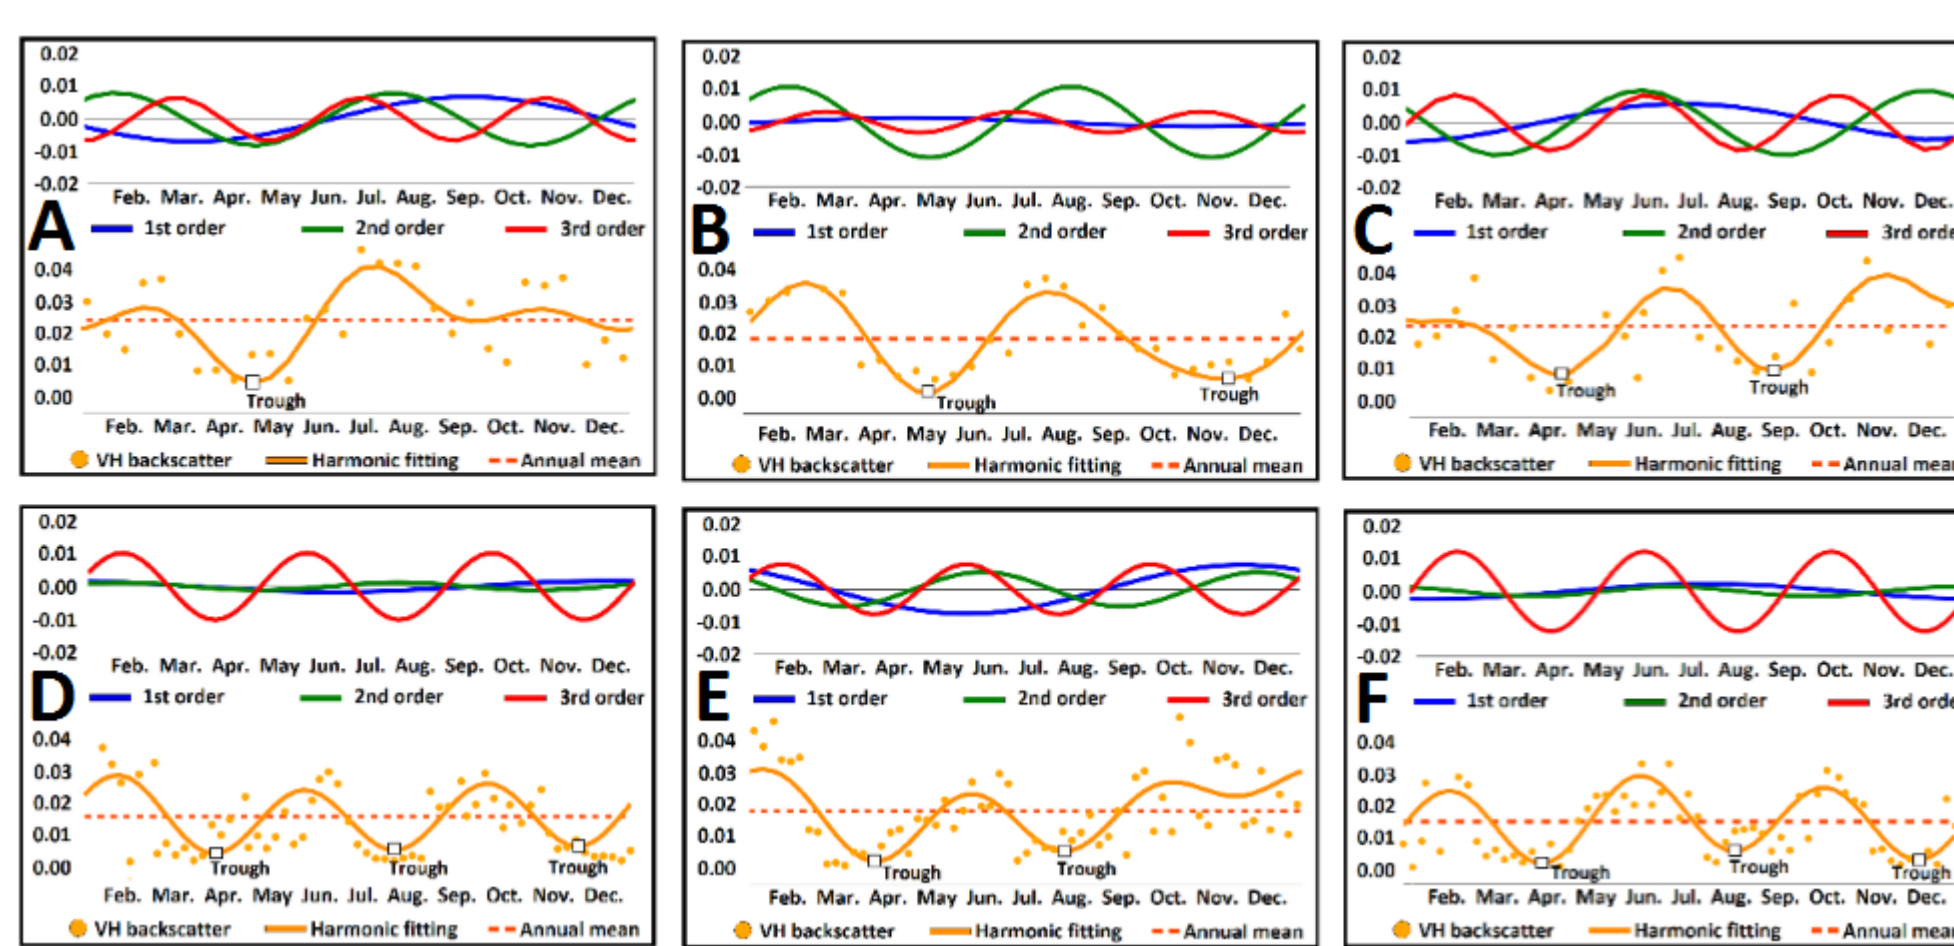 0.02
0.01
0.00
-0.01
-0.02
Feb. Mar. Apr. May Jun. Jul. Aug. Sep. Oct. Nov. Dec.
A
1st order 2nd order 3rd order
0.04
0.03
0.02
0.01
0.00
Trough
Feb. Mar. Apr. May Jun. Jul. Aug. Sep. Oct. Nov. Dec.
VH backscatter Harmonic fitting Annual mean
0.02
0.01
0.00
-0.01
-0.02
Feb. Mar. Apr. May Jun. Jul. Aug. Sep. Oct. Nov. Dec.
B
1st order 2nd order 3rd order
0.04
0.03
0.02
0.01
0.00
Trough Trough
Feb. Mar. Apr. May Jun. Jul. Aug. Sep. Oct. Nov. Dec.
VH backscatter Harmonic fitting Annual mean
0.02
0.01
0.00
-0.01
-0.02
Feb. Mar. Apr. May Jun. Jul. Aug. Sep. Oct. Nov. Dec.
C
1st order 2nd order 3rd orde
0.04
0.03
0.02
0.01
0.00
Trough Trough
Feb. Mar. Apr. May Jun. Jul. Aug. Sep. Oct. Nov. Dec.
VH backscatter Harmonic fitting Annual mean
0.02
0.01
0.00
-0.01
-0.02
Feb. Mar. Apr. May Jun. Jul. Aug. Sep. Oct. Nov. Dec.
D
1st order 2nd order 3rd order
0.04
0.03
0.02
0.01
0.00
Trough Trough Trough
Feb. Mar. Apr. May Jun. Jul. Aug. Sep. Oct. Nov. Dec.
VH backscatter Harmonic fitting Annual mean
0.02
0.01
0.00
-0.01
-0.02
Feb. Mar. Apr. May Jun. Jul. Aug. Sep. Oct. Nov. Dec.
E
1st order 2nd order 3rd order
0.04
0.03
0.02
0.01
0.00
Trough Trough
Feb. Mar. Apr. May Jun. Jul. Aug. Sep. Oct. Nov. Dec.
VH backscatter Harmonic fitting Annual mean
0.02
0.01
0.00
-0.01
-0.02
Feb. Mar. Apr. May Jun. Jul. Aug. Sep. Oct. Nov. Dec.
F
1st order 2nd order 3rd orde
0.04
0.03
0.02
0.01
0.00
Trough Trough Trough
Feb. Mar. Apr. May Jun. Jul. Aug. Sep. Oct. Nov. Dec.
VH backscatter Harmonic fitting Annual mean